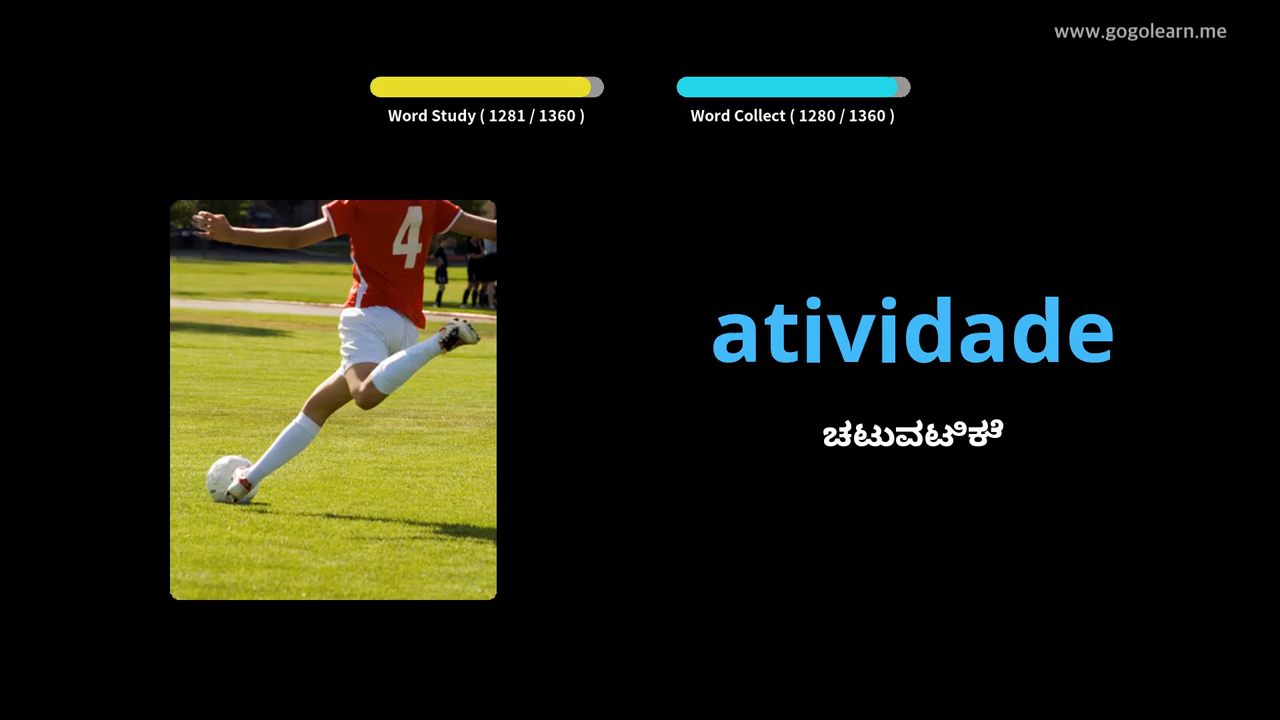 www.gogolearn.me
Word Study ( 1281 / 1360 )
Word Collect ( 1280 / 1360 )
4
atividade
ಚಟುವಟಿಕೆ